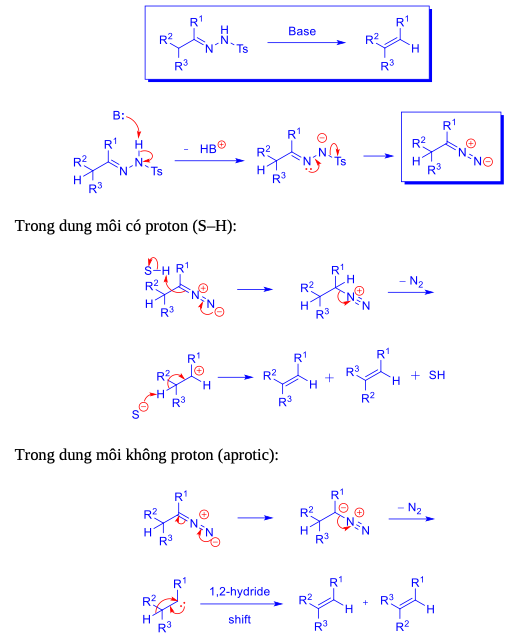 R2 R1 H N N Ts R3 Base R2 R1 H R3
B: R2 R1 H H N N Ts R3 - HB⊕ R2 R1 H N N ⊖ Ts R3 R2 R1 H N N ⊕ ⊖ R3
Trong dung môi có proton (S–H):
S–H R2 R1 H N N ⊕ ⊖ R3 R2 R1 H H N N ⊕ R3 – N2
R2 R1 H H ⊕ R3 S⊖ R2 R1 H R3 + R3 R1 H R2 + SH
Trong dung môi không proton (aprotic):
R2 R1 H N N ⊕ ⊖ R3 R2 R1 H N N ⊖ ⊕ R3 – N2
R2 R1 H R3 1,2-hydride shift R2 R1 H R3 + R3 R1 H R2